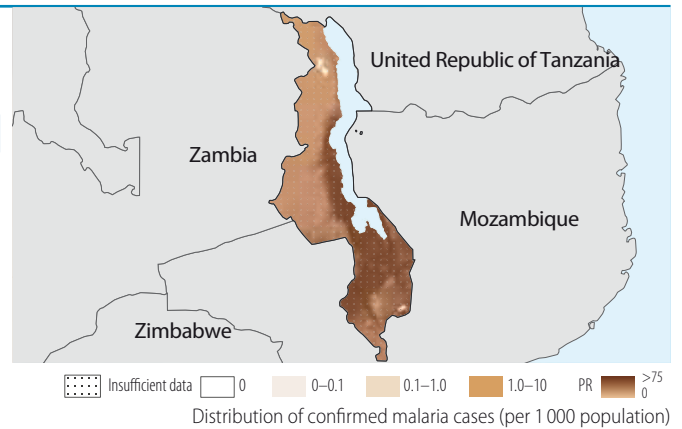 United Republic of Tanzania
Zambia
Mozambique
Zimbabwe
Insufficient data 0 0–0.1 0.1–1.0 1.0–10 PR >75
0
Distribution of confirmed malaria cases (per 1 000 population)